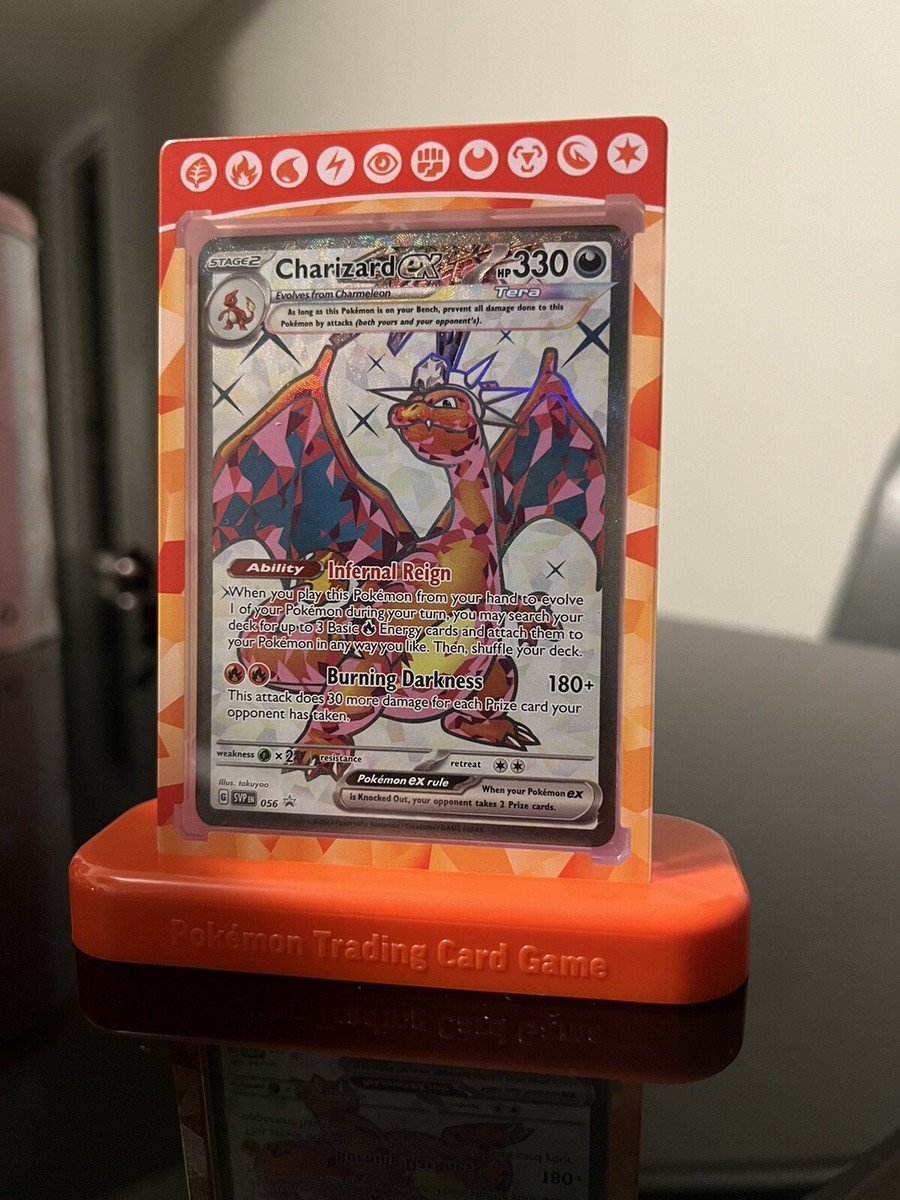 STAGE2
Charizard ex
HP 330
Evolves from Charmeleon
Tera
As long as this Pokémon is on your Bench, prevent all damage done to this
Pokémon by attacks (both yours and your opponent's).
Ability Infernal Reign
When you play this Pokémon from your hand to evolve
1 of your Pokémon during your turn, you may search your
deck for up to 3 Basic Energy cards and attach them to
your Pokémon in any way you like. Then, shuffle your deck.
Burning Darkness 180+
This attack does 30 more damage for each Prize card your
opponent has taken.
weakness ×2 resistance retreat
Illus. takuyoa
Pokémon ex rule
When your Pokémon ex
is Knocked Out, your opponent takes 2 Prize cards.
G SVP EN 056
Pokémon Trading Card Game